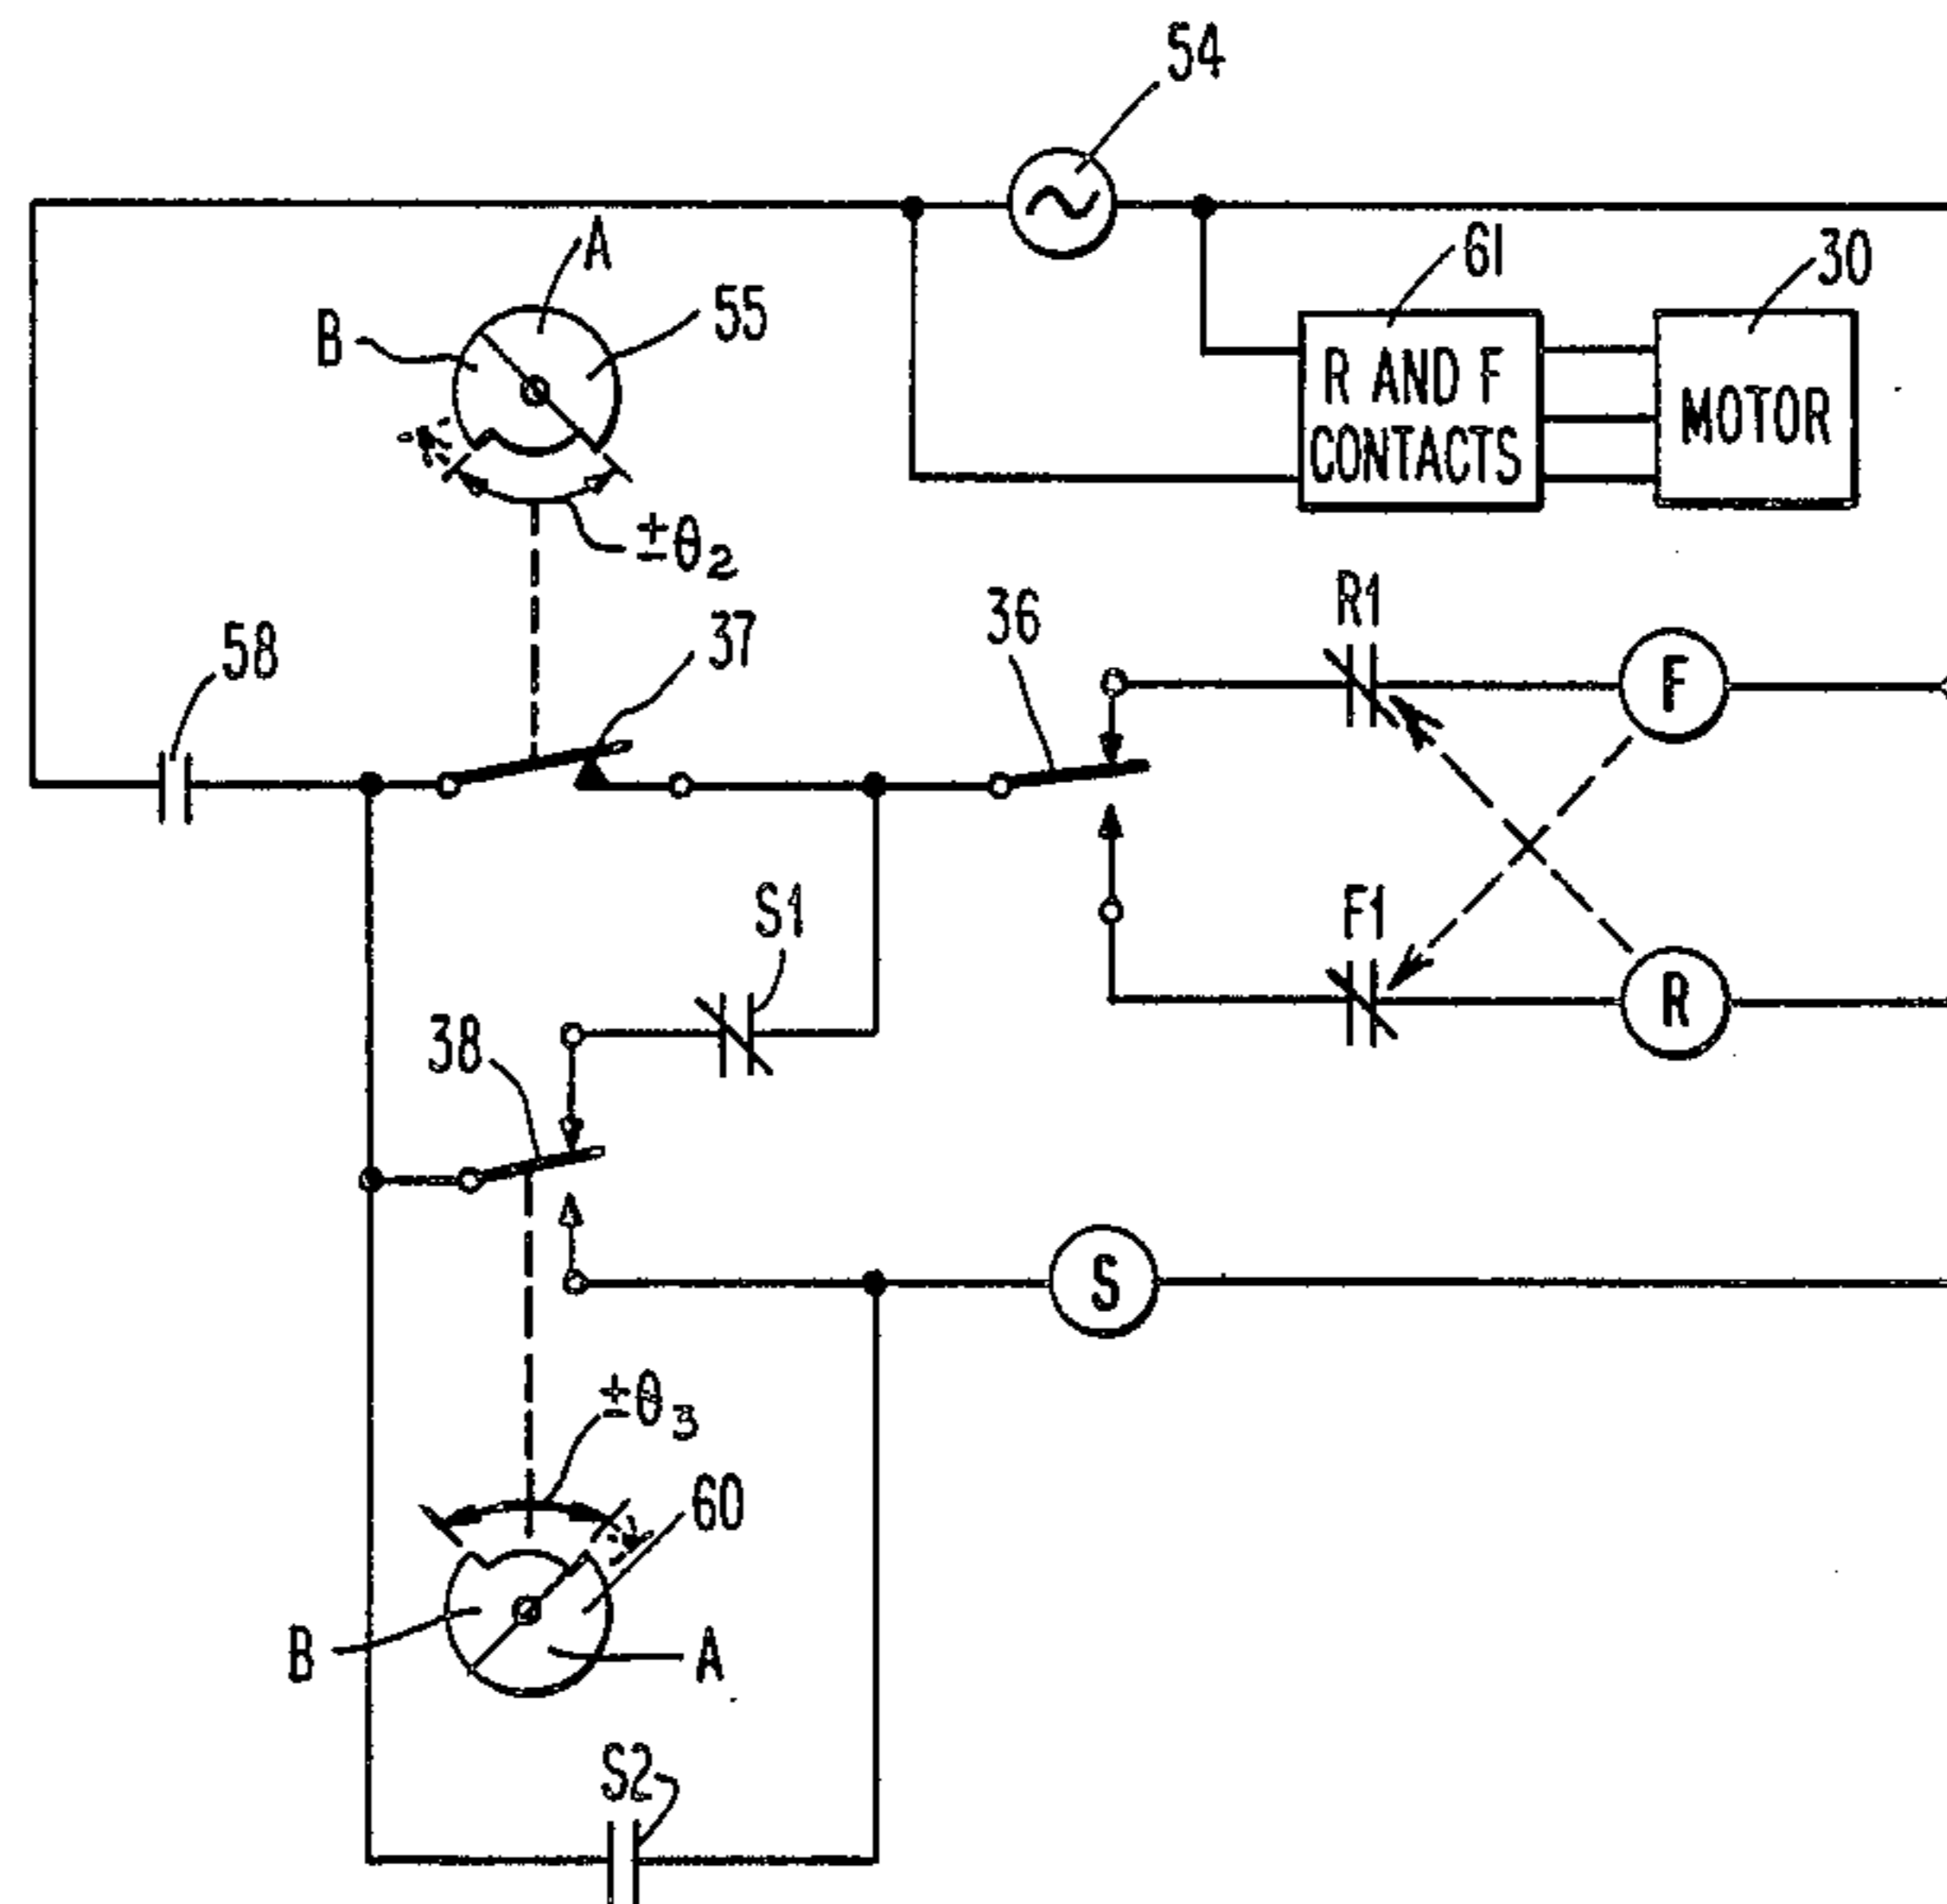 54
A
61
30
B
55
R AND F
CONTACTS
MOTOR
±θ2
R1
36
58
37
F
S1
F1
38
R
S
±θ3
60
B
A
S2